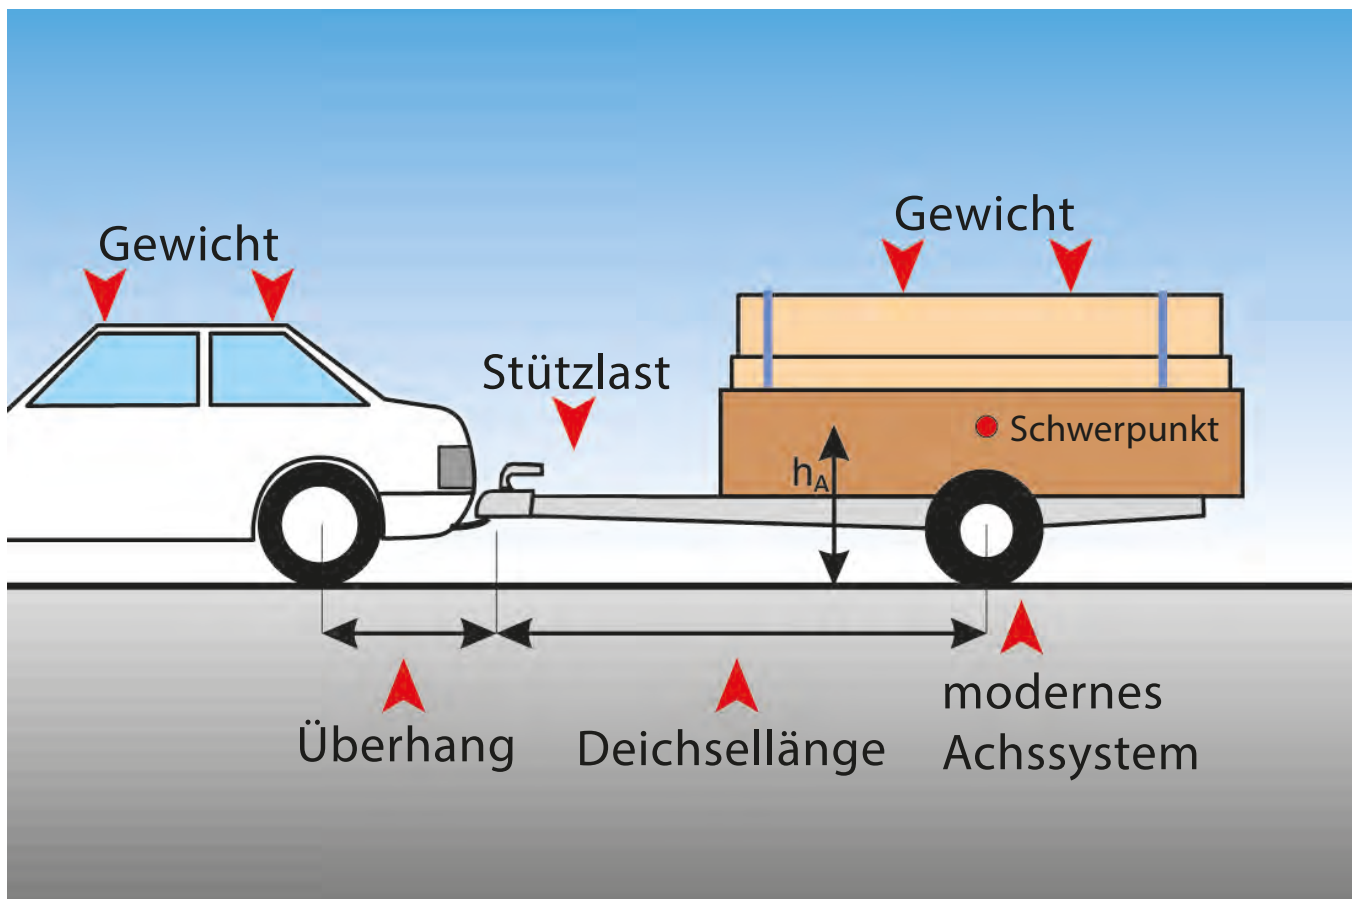 Gewicht
Gewicht
Stützlast
Schwerpunkt
hA
Überhang
Deichsellänge
modernes
Achssystem